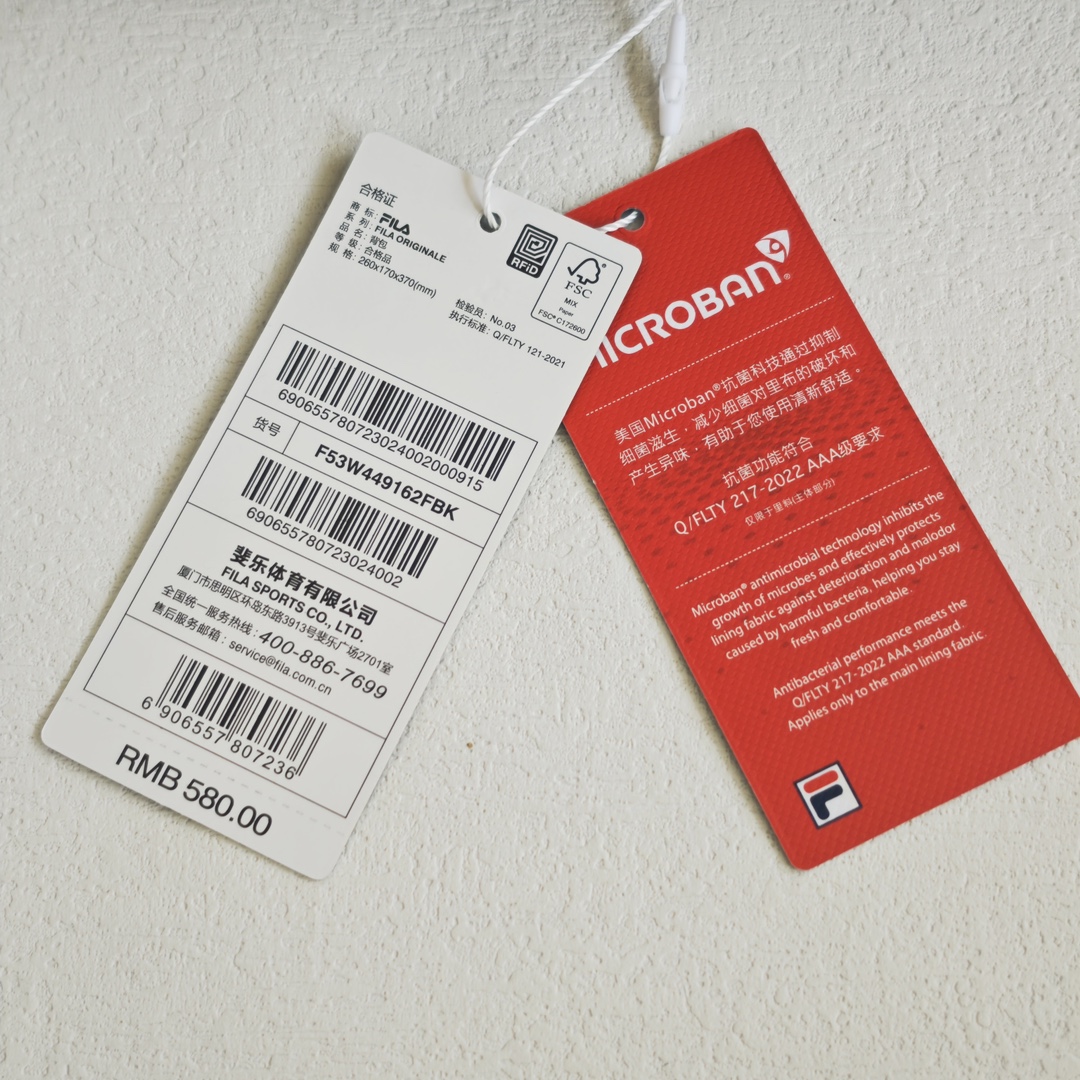 合格证
商 标: FILA
系 列: FILA ORIGINALE
品 名: 背包
等 级: 合格品
规 格: 260x170x370(mm)
RFiD
FSC
MIX
Paper
FSC® C172600
检验员: No.03
执行标准: Q/FLTY 121-2021
69065578072302400200​0915
货号
F53W449162FBK
690655780723024002
斐乐体育有限公司
FILA SPORTS CO., LTD.
厦门市思明区环岛东路3913号斐乐广场2701室
全国统一服务热线: 400-886-7699
售后服务邮箱: service@fila.com.cn
6 906557 807236
RMB 580.00
MICROBAN®
美国Microban®抗菌科技通过抑制
细菌滋生,减少细菌对里布的破坏和
产生异味,有助于您使用清新舒适。
抗菌功能符合
Q/FLTY 217-2022 AAA级要求
仅限于里料(主体部分)
Microban® antimicrobial technology inhibits the
growth of microbes and effectively protects
lining fabric against deterioration and malodor
caused by harmful bacteria, helping you stay
fresh and comfortable.
Antibacterial performance meets the
Q/FLTY 217-2022 AAA standard.
Applies only to the main lining fabric.